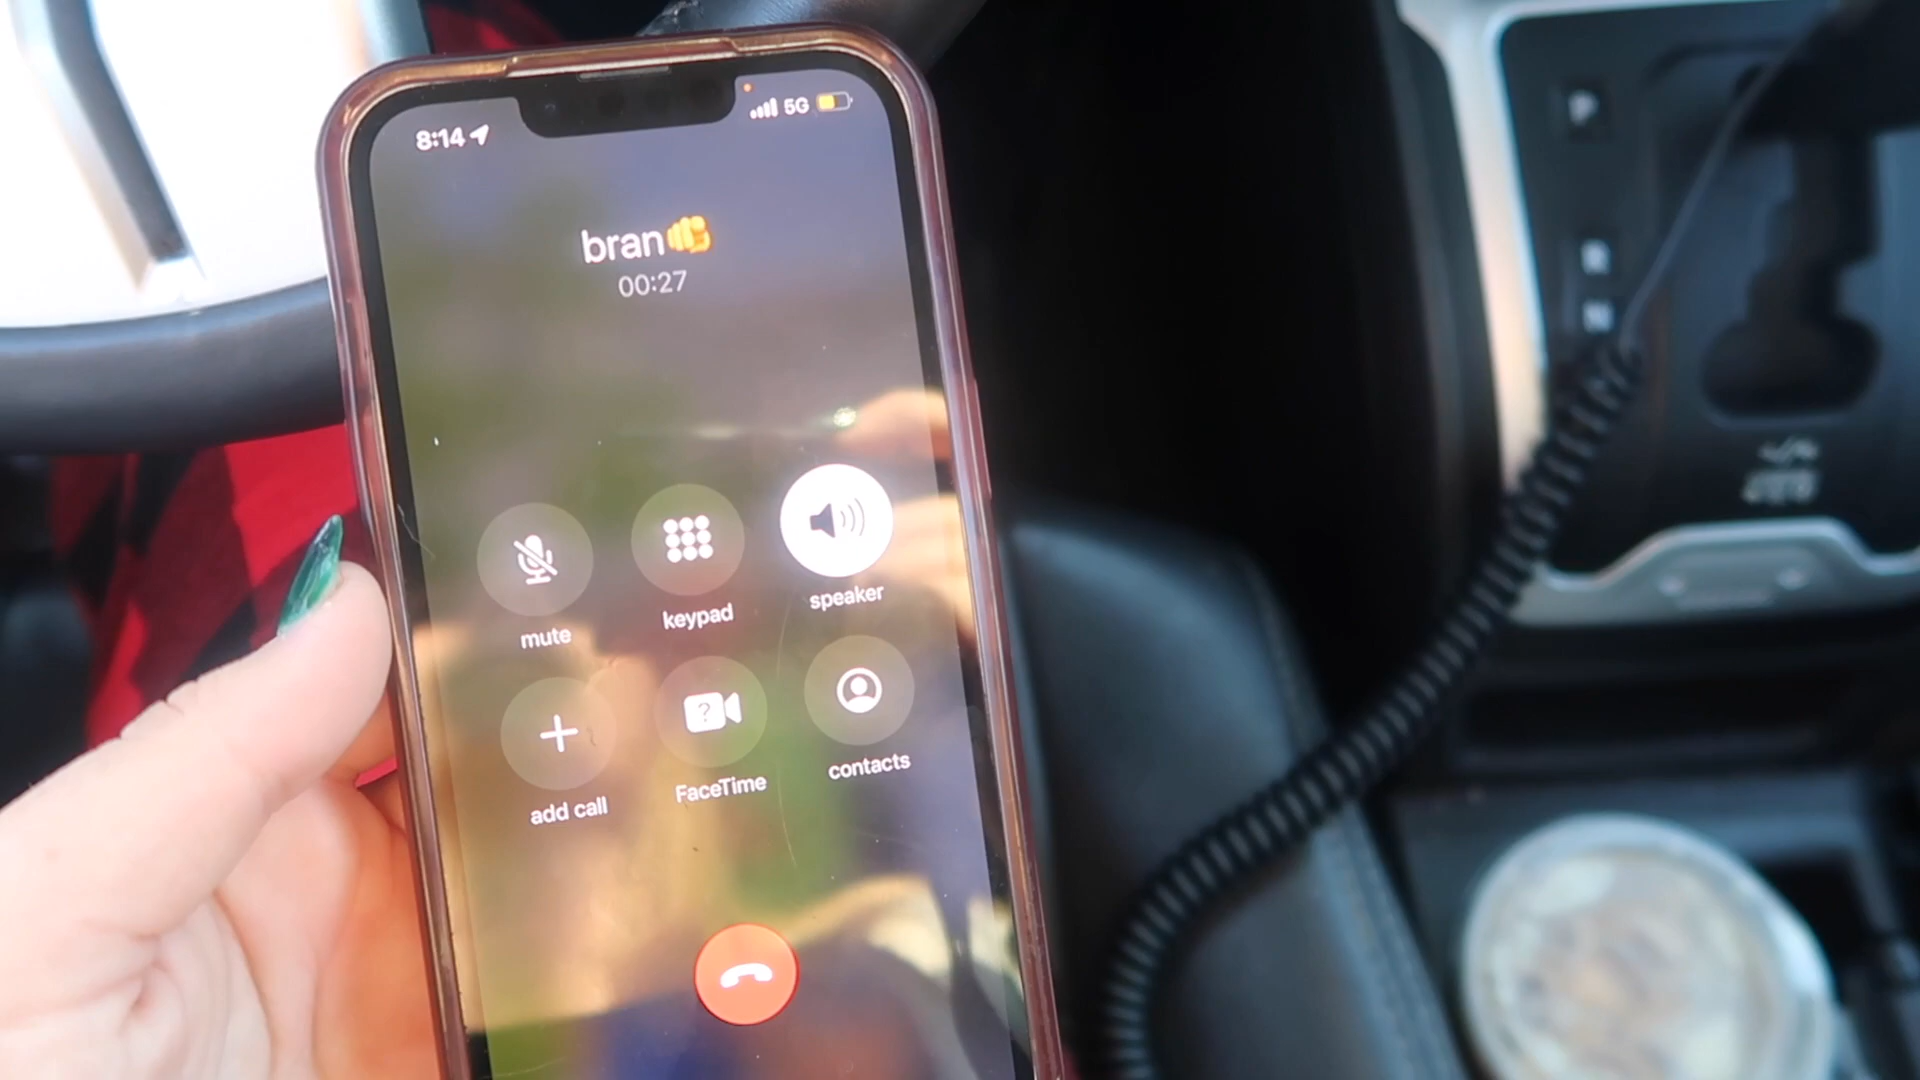 8:14 5G
bran🤜
00:27
mute keypad speaker
add call FaceTime contacts
P
R
N